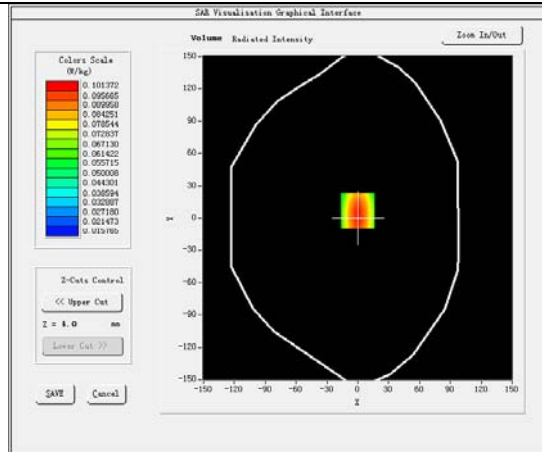 SAR Visualisation Graphical Interface
Volume Radiated Intensity
Zoom In/Out
Colors Scale
(W/kg)
0.101372
0.095665
0.089958
0.084251
0.078544
0.072837
0.067130
0.061422
0.055715
0.050008
0.044301
0.038594
0.032887
0.027180
0.021473
0.015765
150
120
90
60
30
0
-30
-60
-90
-120
-150
Y
-150 -120 -90 -60 -30 0 30 60 90 120 150
X
Z-Cuts Control
<< Upper Cut
Z = 4.0 mm
Lower Cut >>
SAVE Cancel